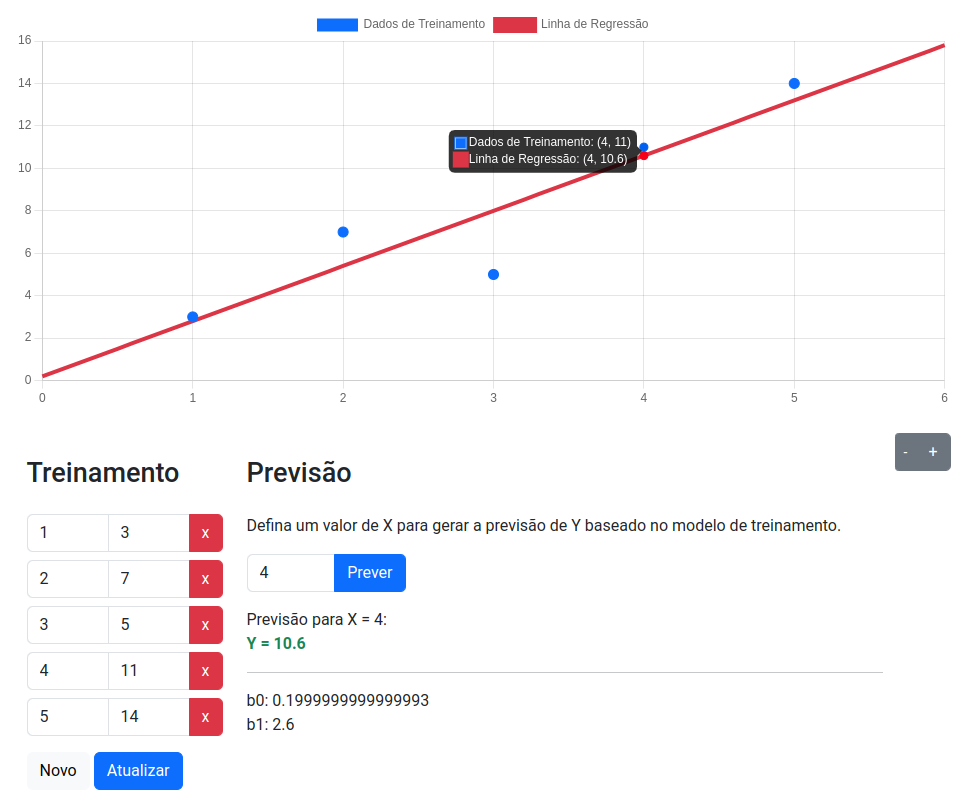 Dados de Treinamento Linha de Regressão
16
14
12
10
8
6
4
2
0
Dados de Treinamento: (4, 11)
Linha de Regressão: (4, 10.6)
0 1 2 3 4 5 6
- +
Treinamento
1 3 x
2 7 x
3 5 x
4 11 x
5 14 x
Novo Atualizar
Previsão
Defina um valor de X para gerar a previsão de Y baseado no modelo de treinamento.
4 Prever
Previsão para X = 4:
Y = 10.6
b0: 0.1999999999999993
b1: 2.6